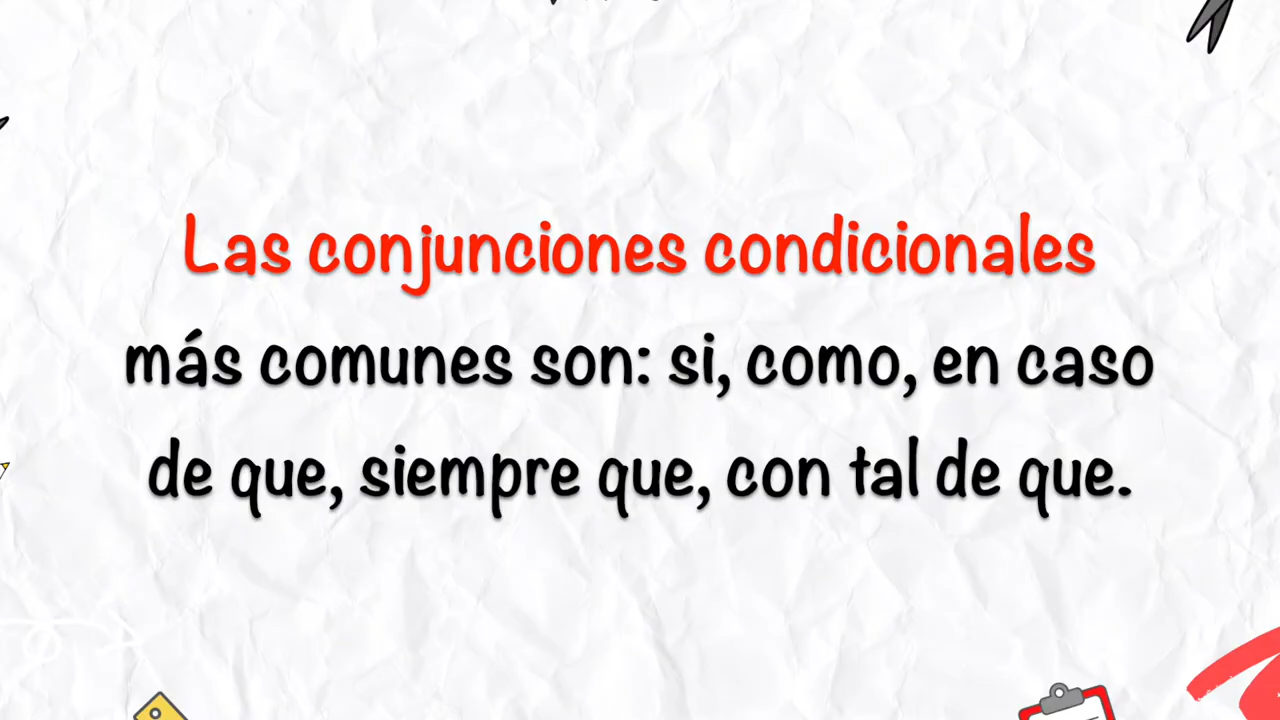 Las conjunciones condicionales
más comunes son: si, como, en caso
de que, siempre que, con tal de que.